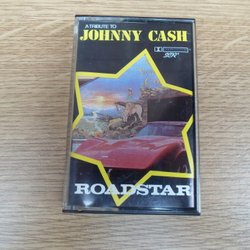 A TRIBUTE TO
JOHNNY CASH
ROADSTAR